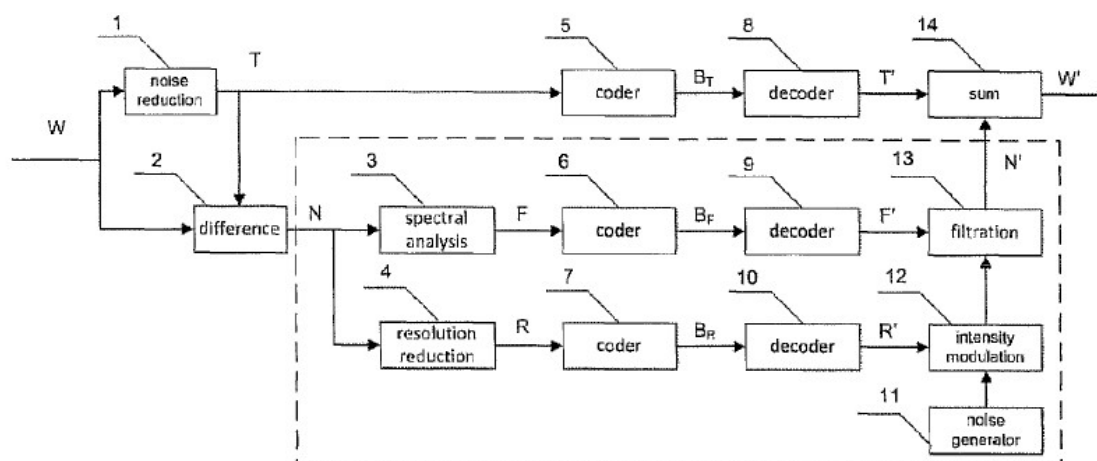 1
5
8
14
noise
reduction
T
coder
B_T
decoder
T'
sum
W'
W
2
3
6
9
13
N'
difference
N
spectral
analysis
F
coder
B_F
decoder
F'
filtration
4
7
10
12
resolution
reduction
R
coder
B_R
decoder
R'
intensity
modulation
11
noise
generator